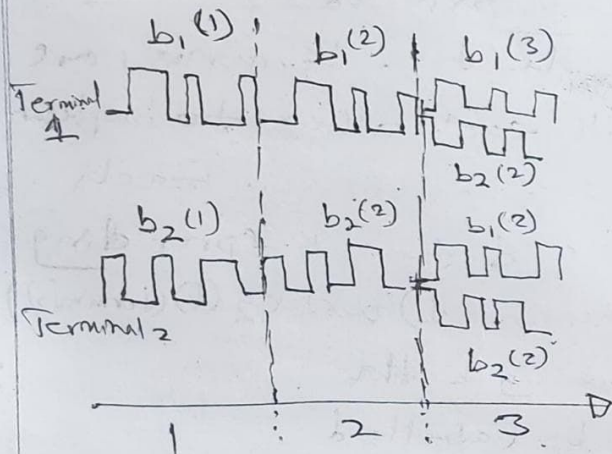 b₁(1) b₁(2) b₁(3)
Terminal
1
b₂(2)
b₂(1) b₂(2) b₁(2)
Terminal 2
b₂(2)
1 2 3